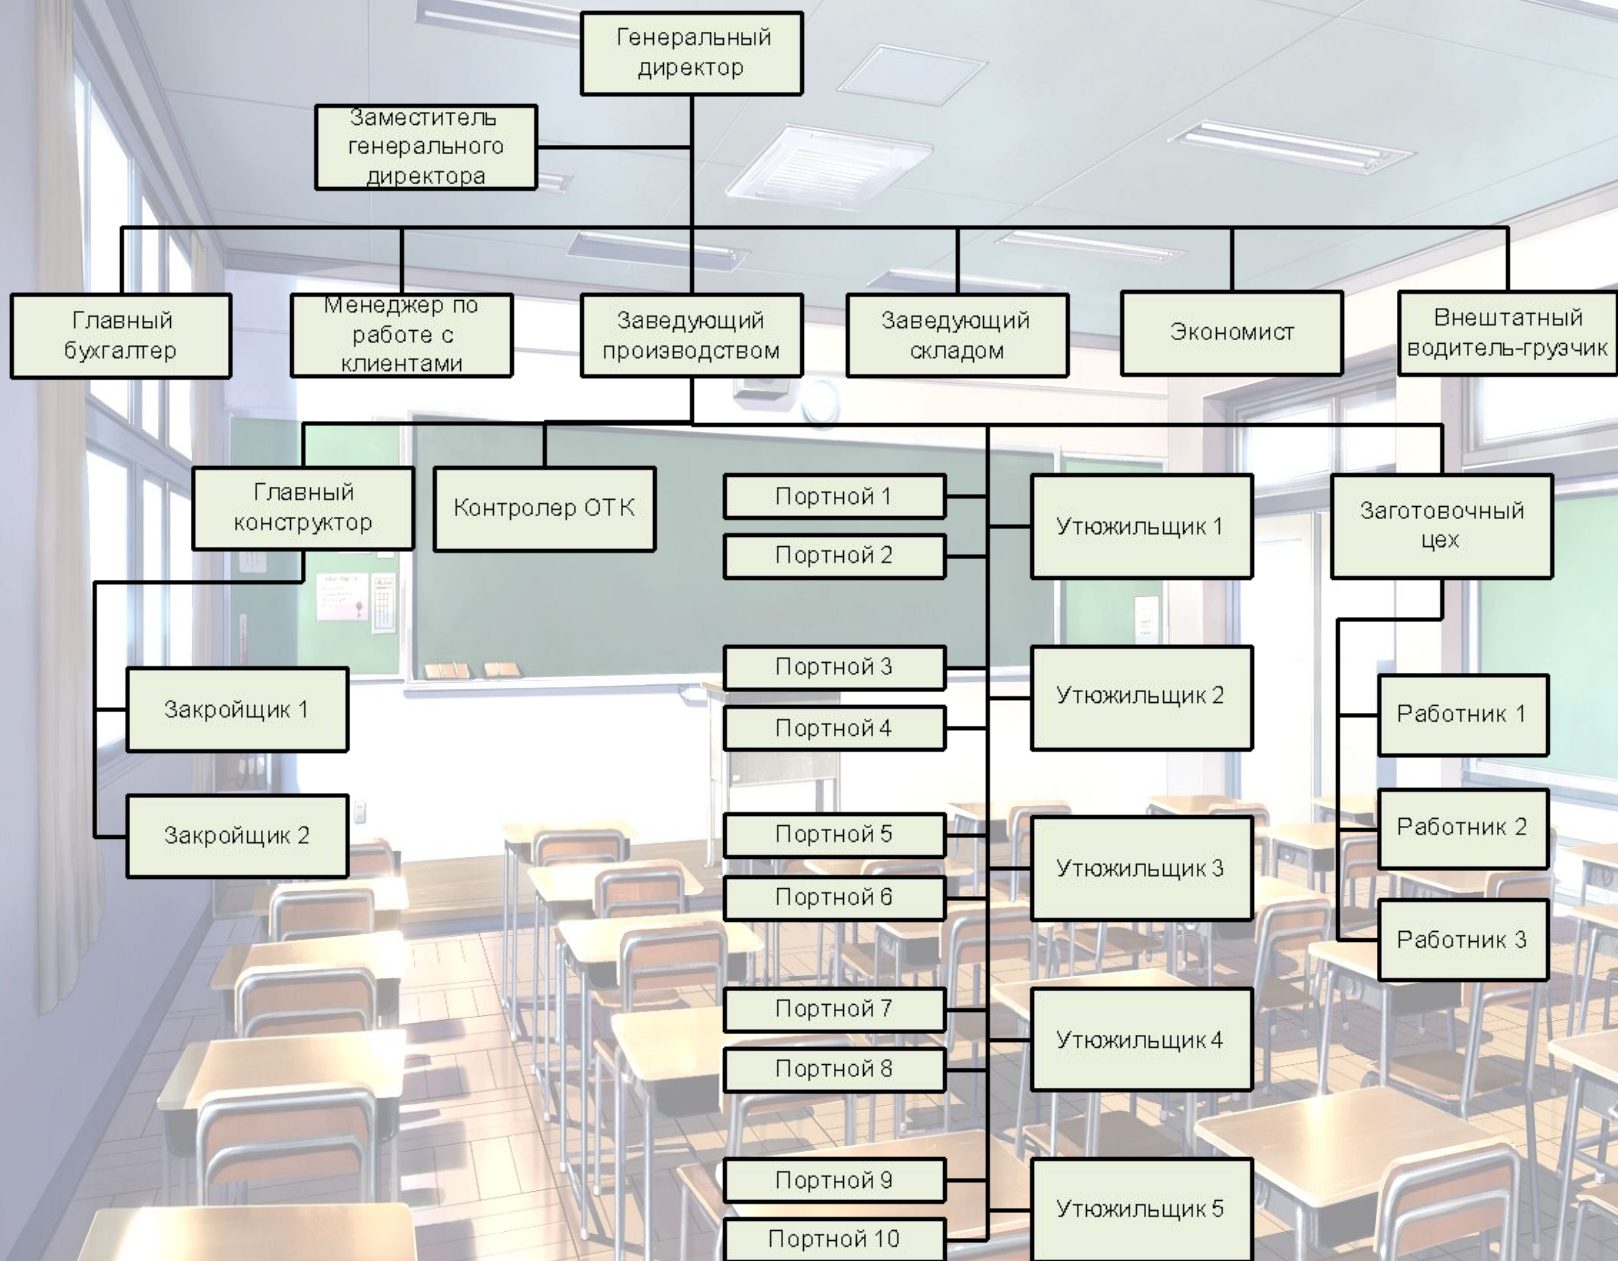 Генеральный
директор
Заместитель
генерального
директора
Главный
бухгалтер
Менеджер по
работе с
клиентами
Заведующий
производством
Заведующий
складом
Экономист
Внештатный
водитель-грузчик
Главный
конструктор
Контролер ОТК
Портной 1
Портной 2
Утюжильщик 1
Заготовочный
цех
Закройщик 1
Закройщик 2
Портной 3
Портной 4
Утюжильщик 2
Портной 5
Портной 6
Утюжильщик 3
Портной 7
Портной 8
Утюжильщик 4
Портной 9
Портной 10
Утюжильщик 5
Работник 1
Работник 2
Работник 3